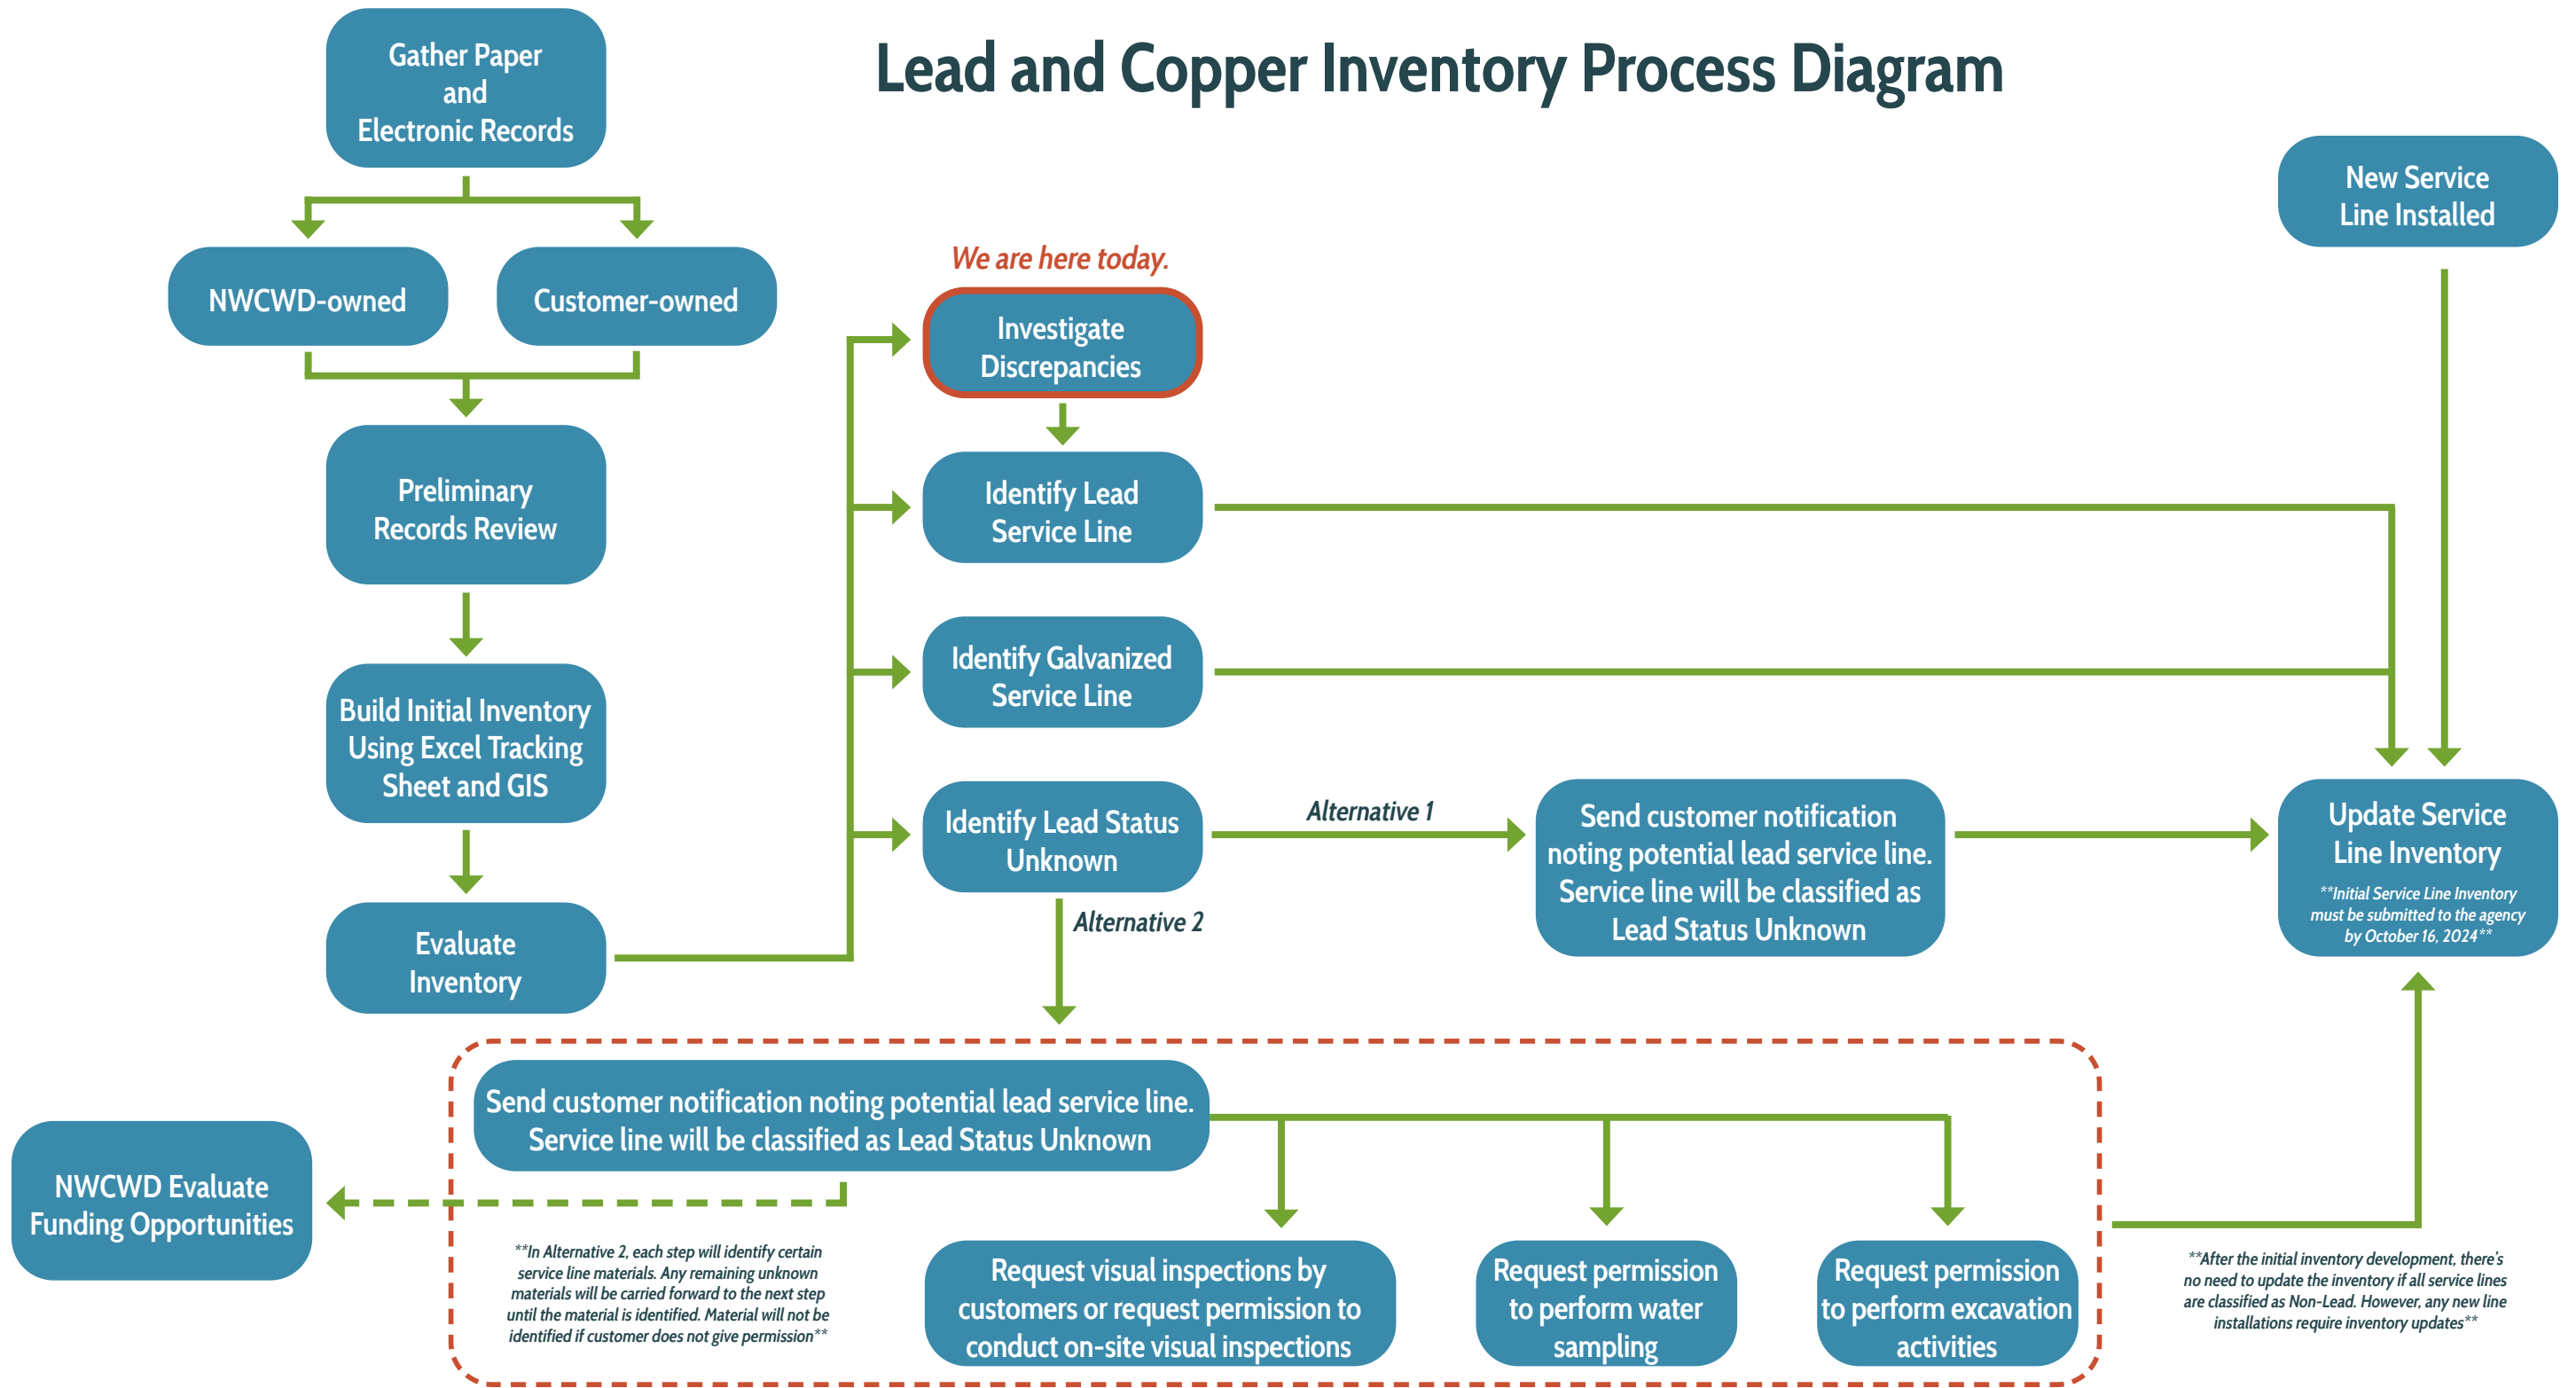 Lead and Copper Inventory Process Diagram
Gather Paper
and
Electronic Records
NWCWD-owned
Customer-owned
Preliminary
Records Review
Build Initial Inventory
Using Excel Tracking
Sheet and GIS
Evaluate
Inventory
We are here today.
Investigate
Discrepancies
Identify Lead
Service Line
Identify Galvanized
Service Line
Identify Lead Status
Unknown
Alternative 1
Send customer notification
noting potential lead service line.
Service line will be classified as
Lead Status Unknown
New Service
Line Installed
Update Service
Line Inventory
**Initial Service Line Inventory
must be submitted to the agency
by October 16, 2024**
Alternative 2
Send customer notification noting potential lead service line.
Service line will be classified as Lead Status Unknown
NWCWD Evaluate
Funding Opportunities
**In Alternative 2, each step will identify certain
service line materials. Any remaining unknown
materials will be carried forward to the next step
until the material is identified. Material will not be
identified if customer does not give permission**
Request visual inspections by
customers or request permission to
conduct on-site visual inspections
Request permission
to perform water
sampling
Request permission
to perform excavation
activities
**After the initial inventory development, there's
no need to update the inventory if all service lines
are classified as Non-Lead. However, any new line
installations require inventory updates**